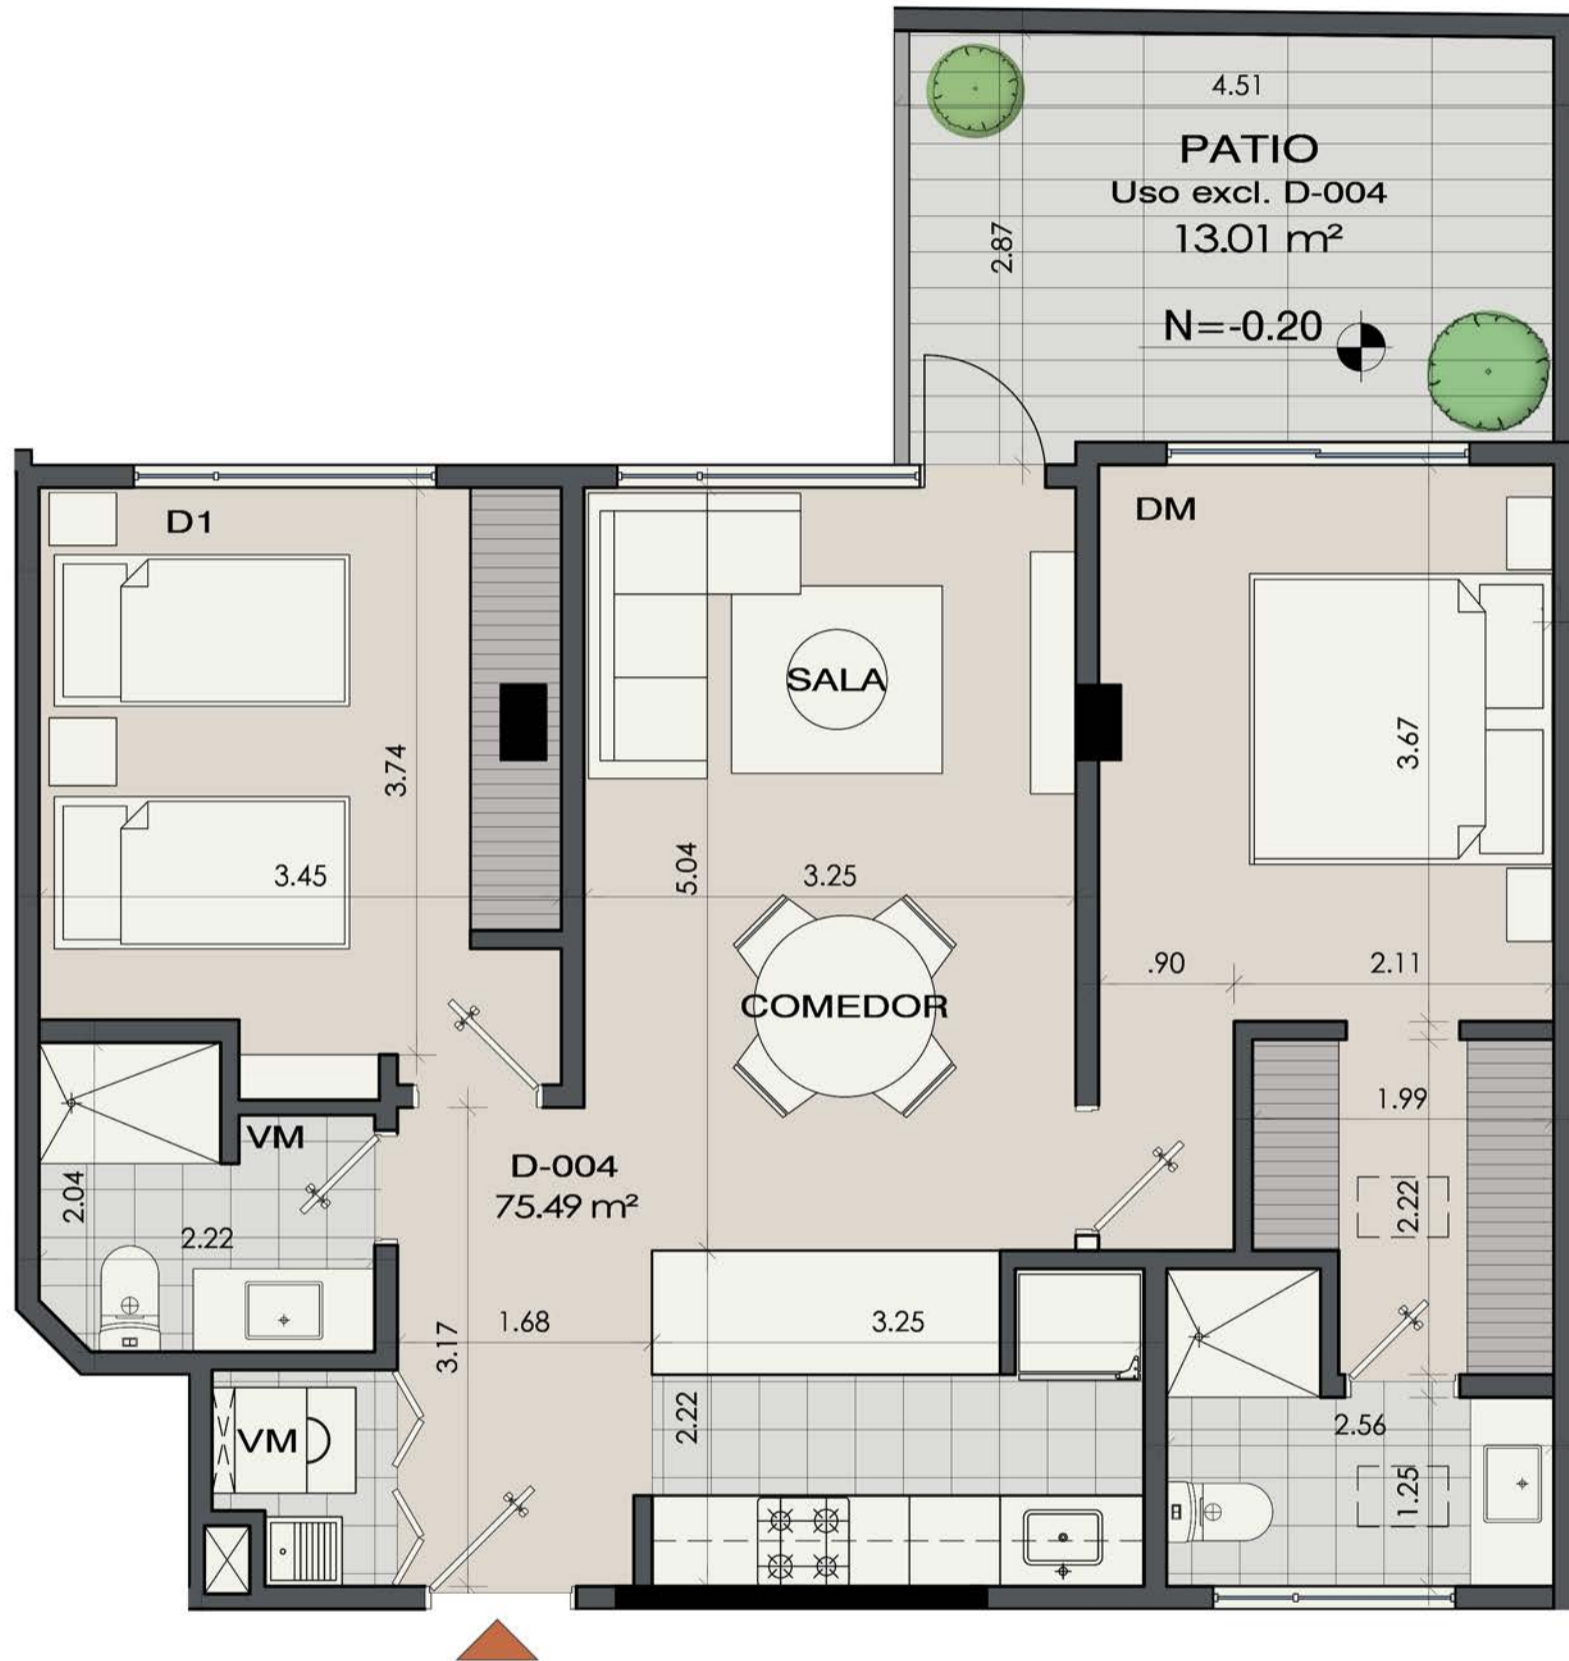 4.51
PATIO
Uso excl. D-004
13.01 m²
2.87
N=-0.20
D1
DM
SALA
3.74
3.67
3.45
5.04
3.25
.90
2.11
COMEDOR
1.99
VM
D-004
75.49 m²
2.04
2.22
2.22
3.17
1.68
3.25
2.22
2.56
VM
1.25